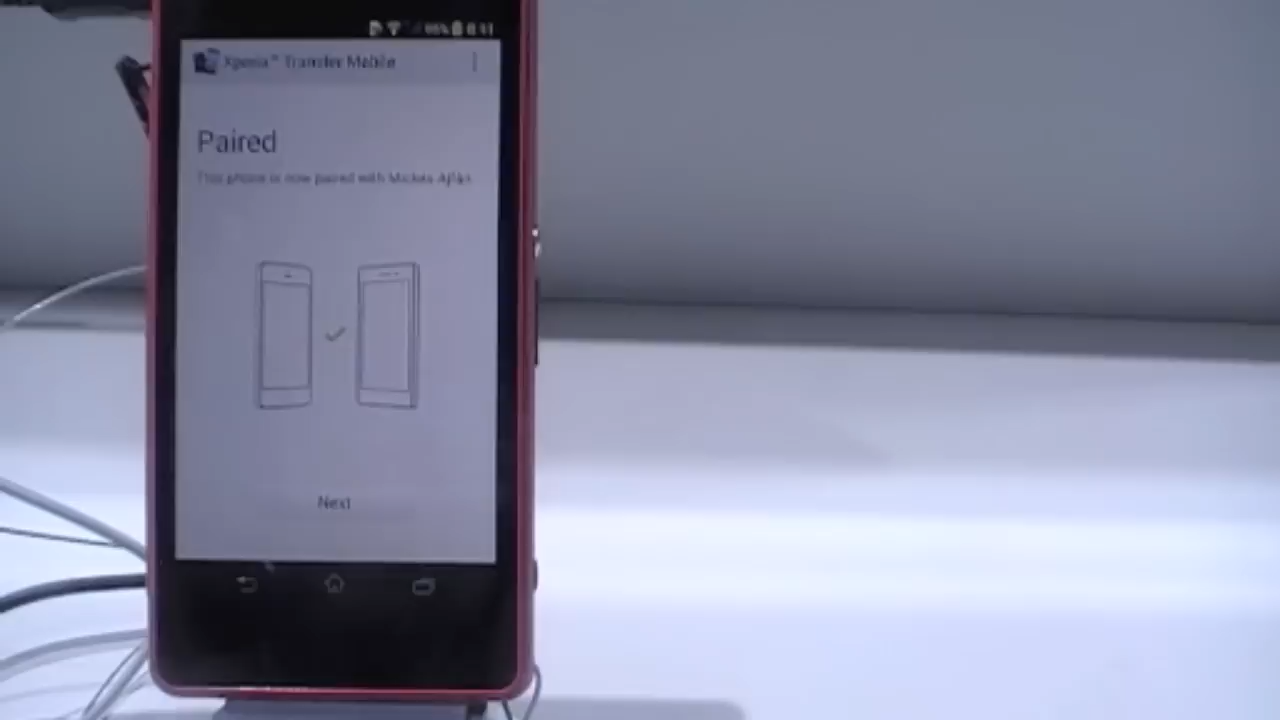 Xperia™ Transfer Mobile
Paired
This phone is now paired with
Next